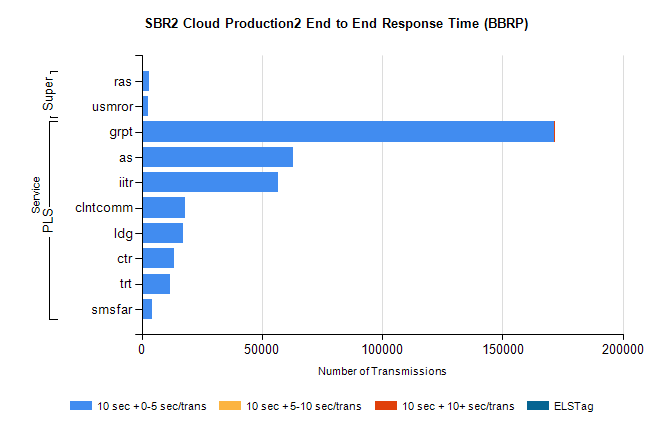 SBR2 Cloud Production2 End to End Response Time (BBRP)
Service
Super
PLS
ras
usmror
grpt
as
iitr
clntcomm
ldg
ctr
trt
smsfar
0 50000 100000 150000 200000
Number of Transmissions
10 sec +0-5 sec/trans 10 sec +5-10 sec/trans 10 sec + 10+ sec/trans ELSTag